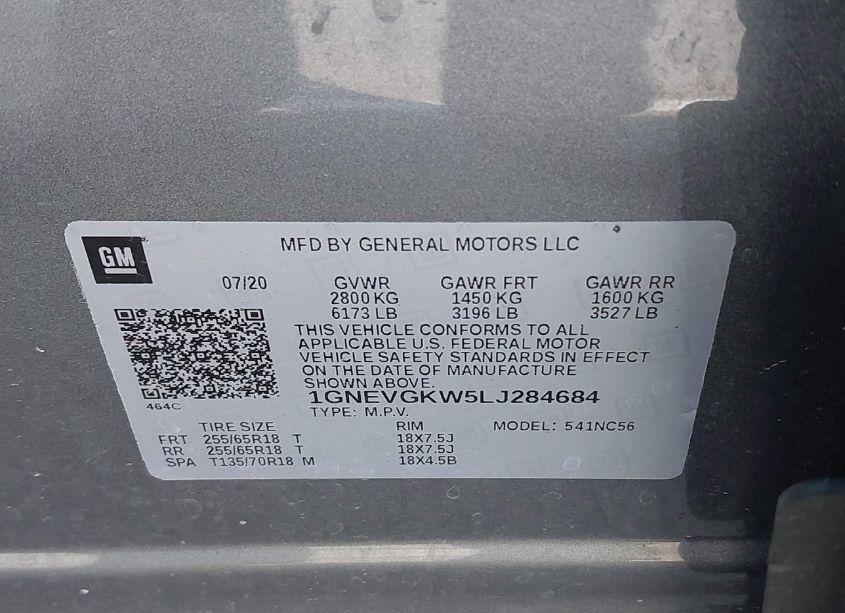 GM
MFD BY GENERAL MOTORS LLC
07/20 GVWR GAWR FRT GAWR RR
2800 KG 1450 KG 1600 KG
6173 LB 3196 LB 3527 LB
THIS VEHICLE CONFORMS TO ALL
APPLICABLE U.S. FEDERAL MOTOR
VEHICLE SAFETY STANDARDS IN EFFECT
ON THE DATE OF MANUFACTURE
SHOWN ABOVE.
1GNEVGKW5LJ284684
464C
TYPE: M.P.V.
TIRE SIZE RIM MODEL: 541NC56
FRT 255/65R18 T 18X7.5J
RR 255/65R18 T 18X7.5J
SPA T135/70R18 M 18X4.5B